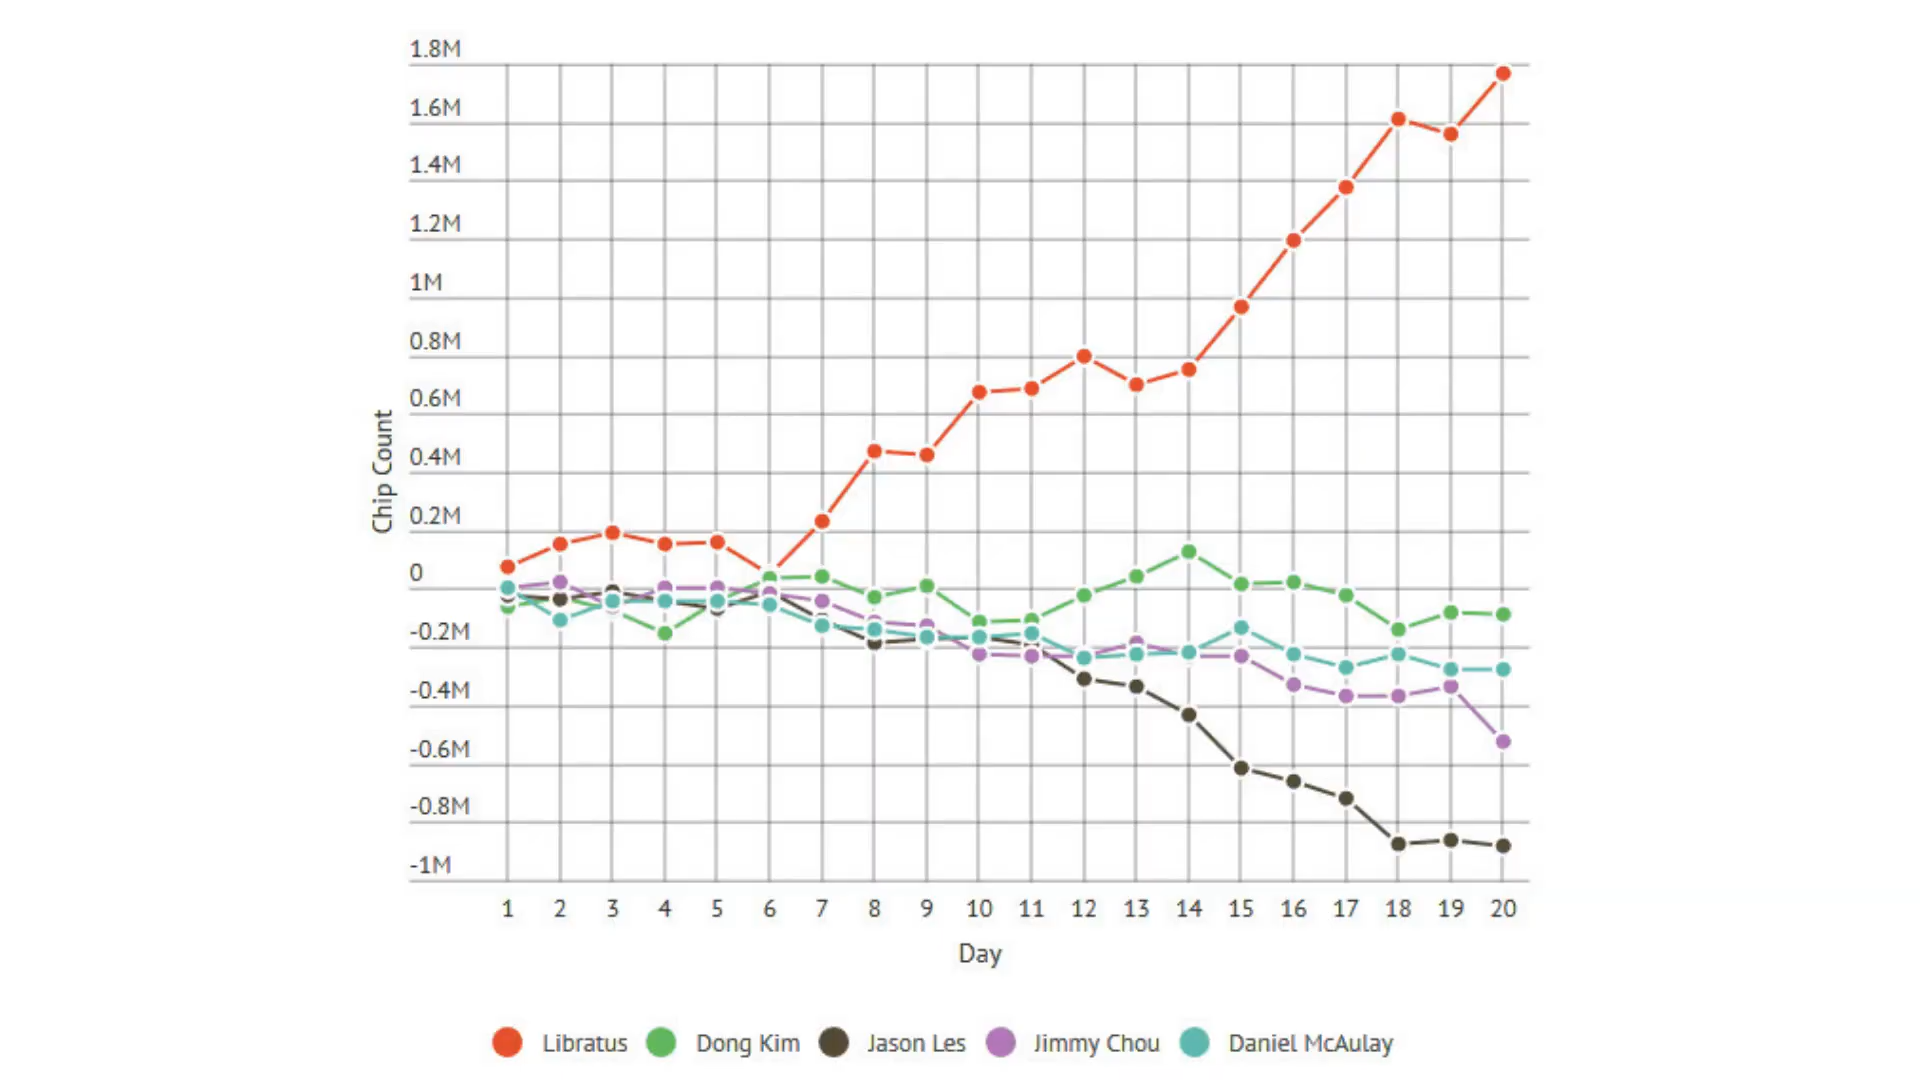 1.8M
1.6M
1.4M
1.2M
1M
0.8M
0.6M
0.4M
0.2M
0
-0.2M
-0.4M
-0.6M
-0.8M
-1M
Chip Count
1 2 3 4 5 6 7 8 9 10 11 12 13 14 15 16 17 18 19 20
Day
Libratus Dong Kim Jason Les Jimmy Chou Daniel McAulay